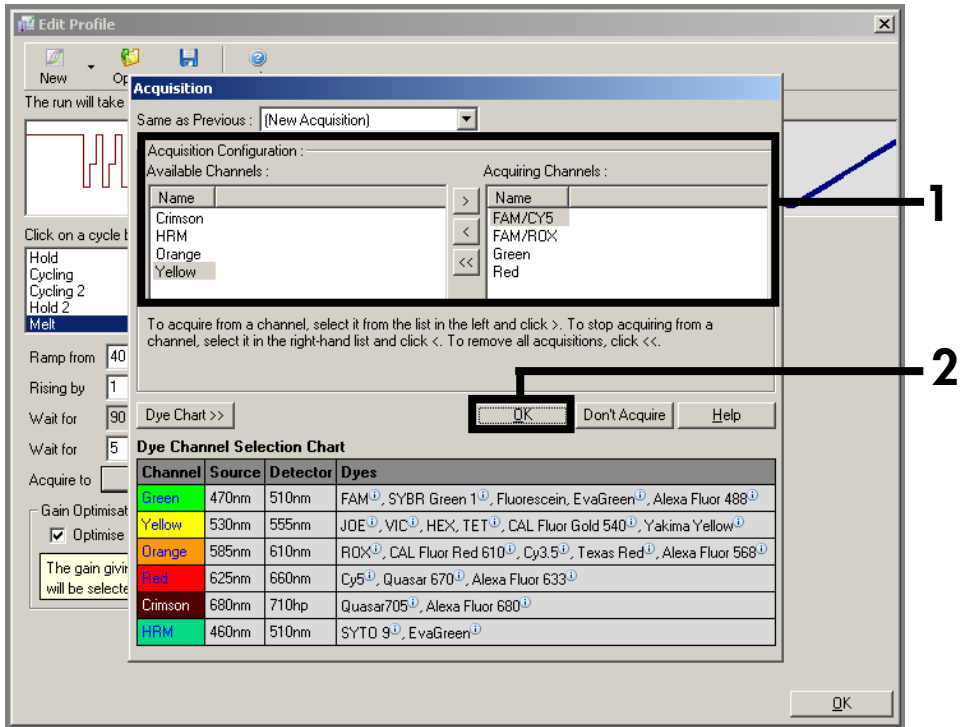 Edit Profile
New
The run will take
Acquisition
Same as Previous : (New Acquisition)
Acquisition Configuration :
Available Channels :
Name
Crimson
HRM
Orange
Yellow
>
<
<<
Acquiring Channels :
Name
FAM/CY5
FAM/ROX
Green
Red
1
Click on a cycle
Hold
Cycling
Cycling 2
Hold 2
Melt
To acquire from a channel, select it from the list in the left and click >. To stop acquiring from a
channel, select it in the right-hand list and click <. To remove all acquisitions, click <<.
2
Ramp from 40
Rising by 1
Wait for 90
Wait for 5
Acquire to
Gain Optimisat
Optimise
The gain givin
will be selecte
Dye Chart >> OK Don't Acquire Help
Dye Channel Selection Chart
Channel Source Detector Dyes
Green 470nm 510nm FAM, SYBR Green 1, Fluorescein, EvaGreen, Alexa Fluor 488
Yellow 530nm 555nm JOE, VIC, HEX, TET, CAL Fluor Gold 540, Yakima Yellow
Orange 585nm 610nm ROX, CAL Fluor Red 610, Cy3.5, Texas Red, Alexa Fluor 568
Red 625nm 660nm Cy5, Quasar 670, Alexa Fluor 633
Crimson 680nm 710hp Quasar705, Alexa Fluor 680
HRM 460nm 510nm SYTO 9, EvaGreen
OK